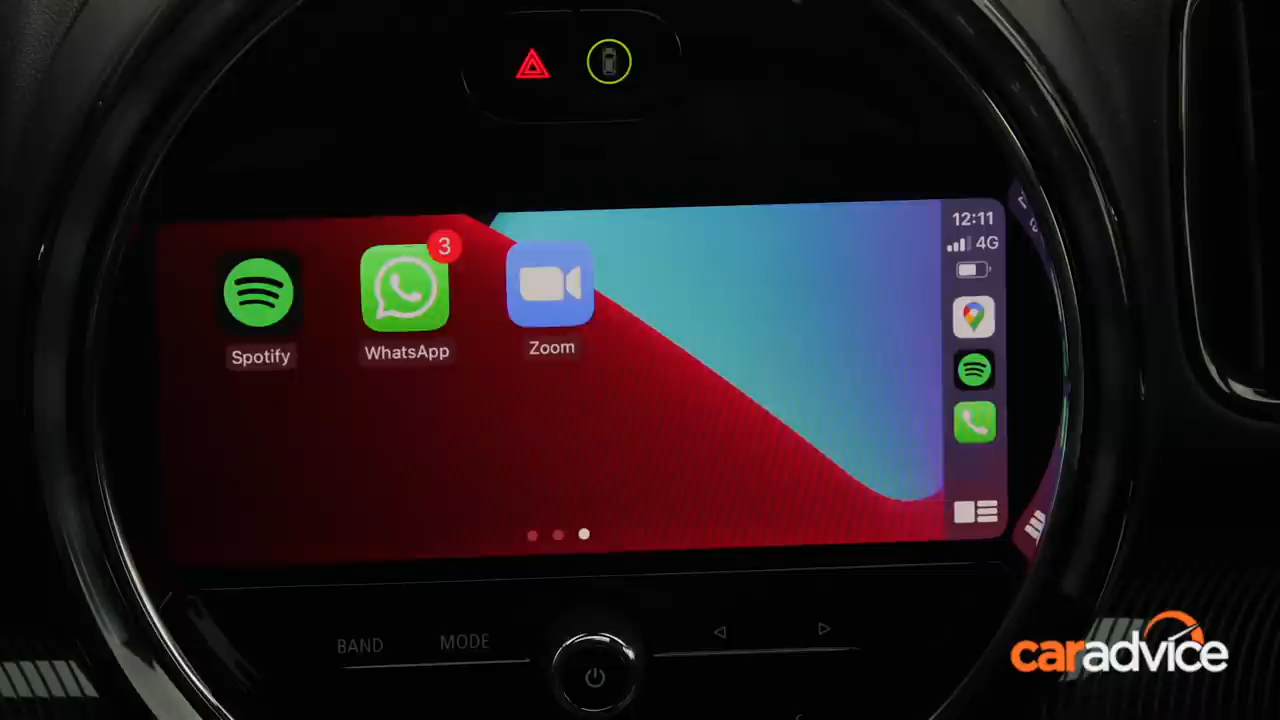 12:11
4G
3
Spotify
WhatsApp
Zoom
BAND
MODE
caradvice